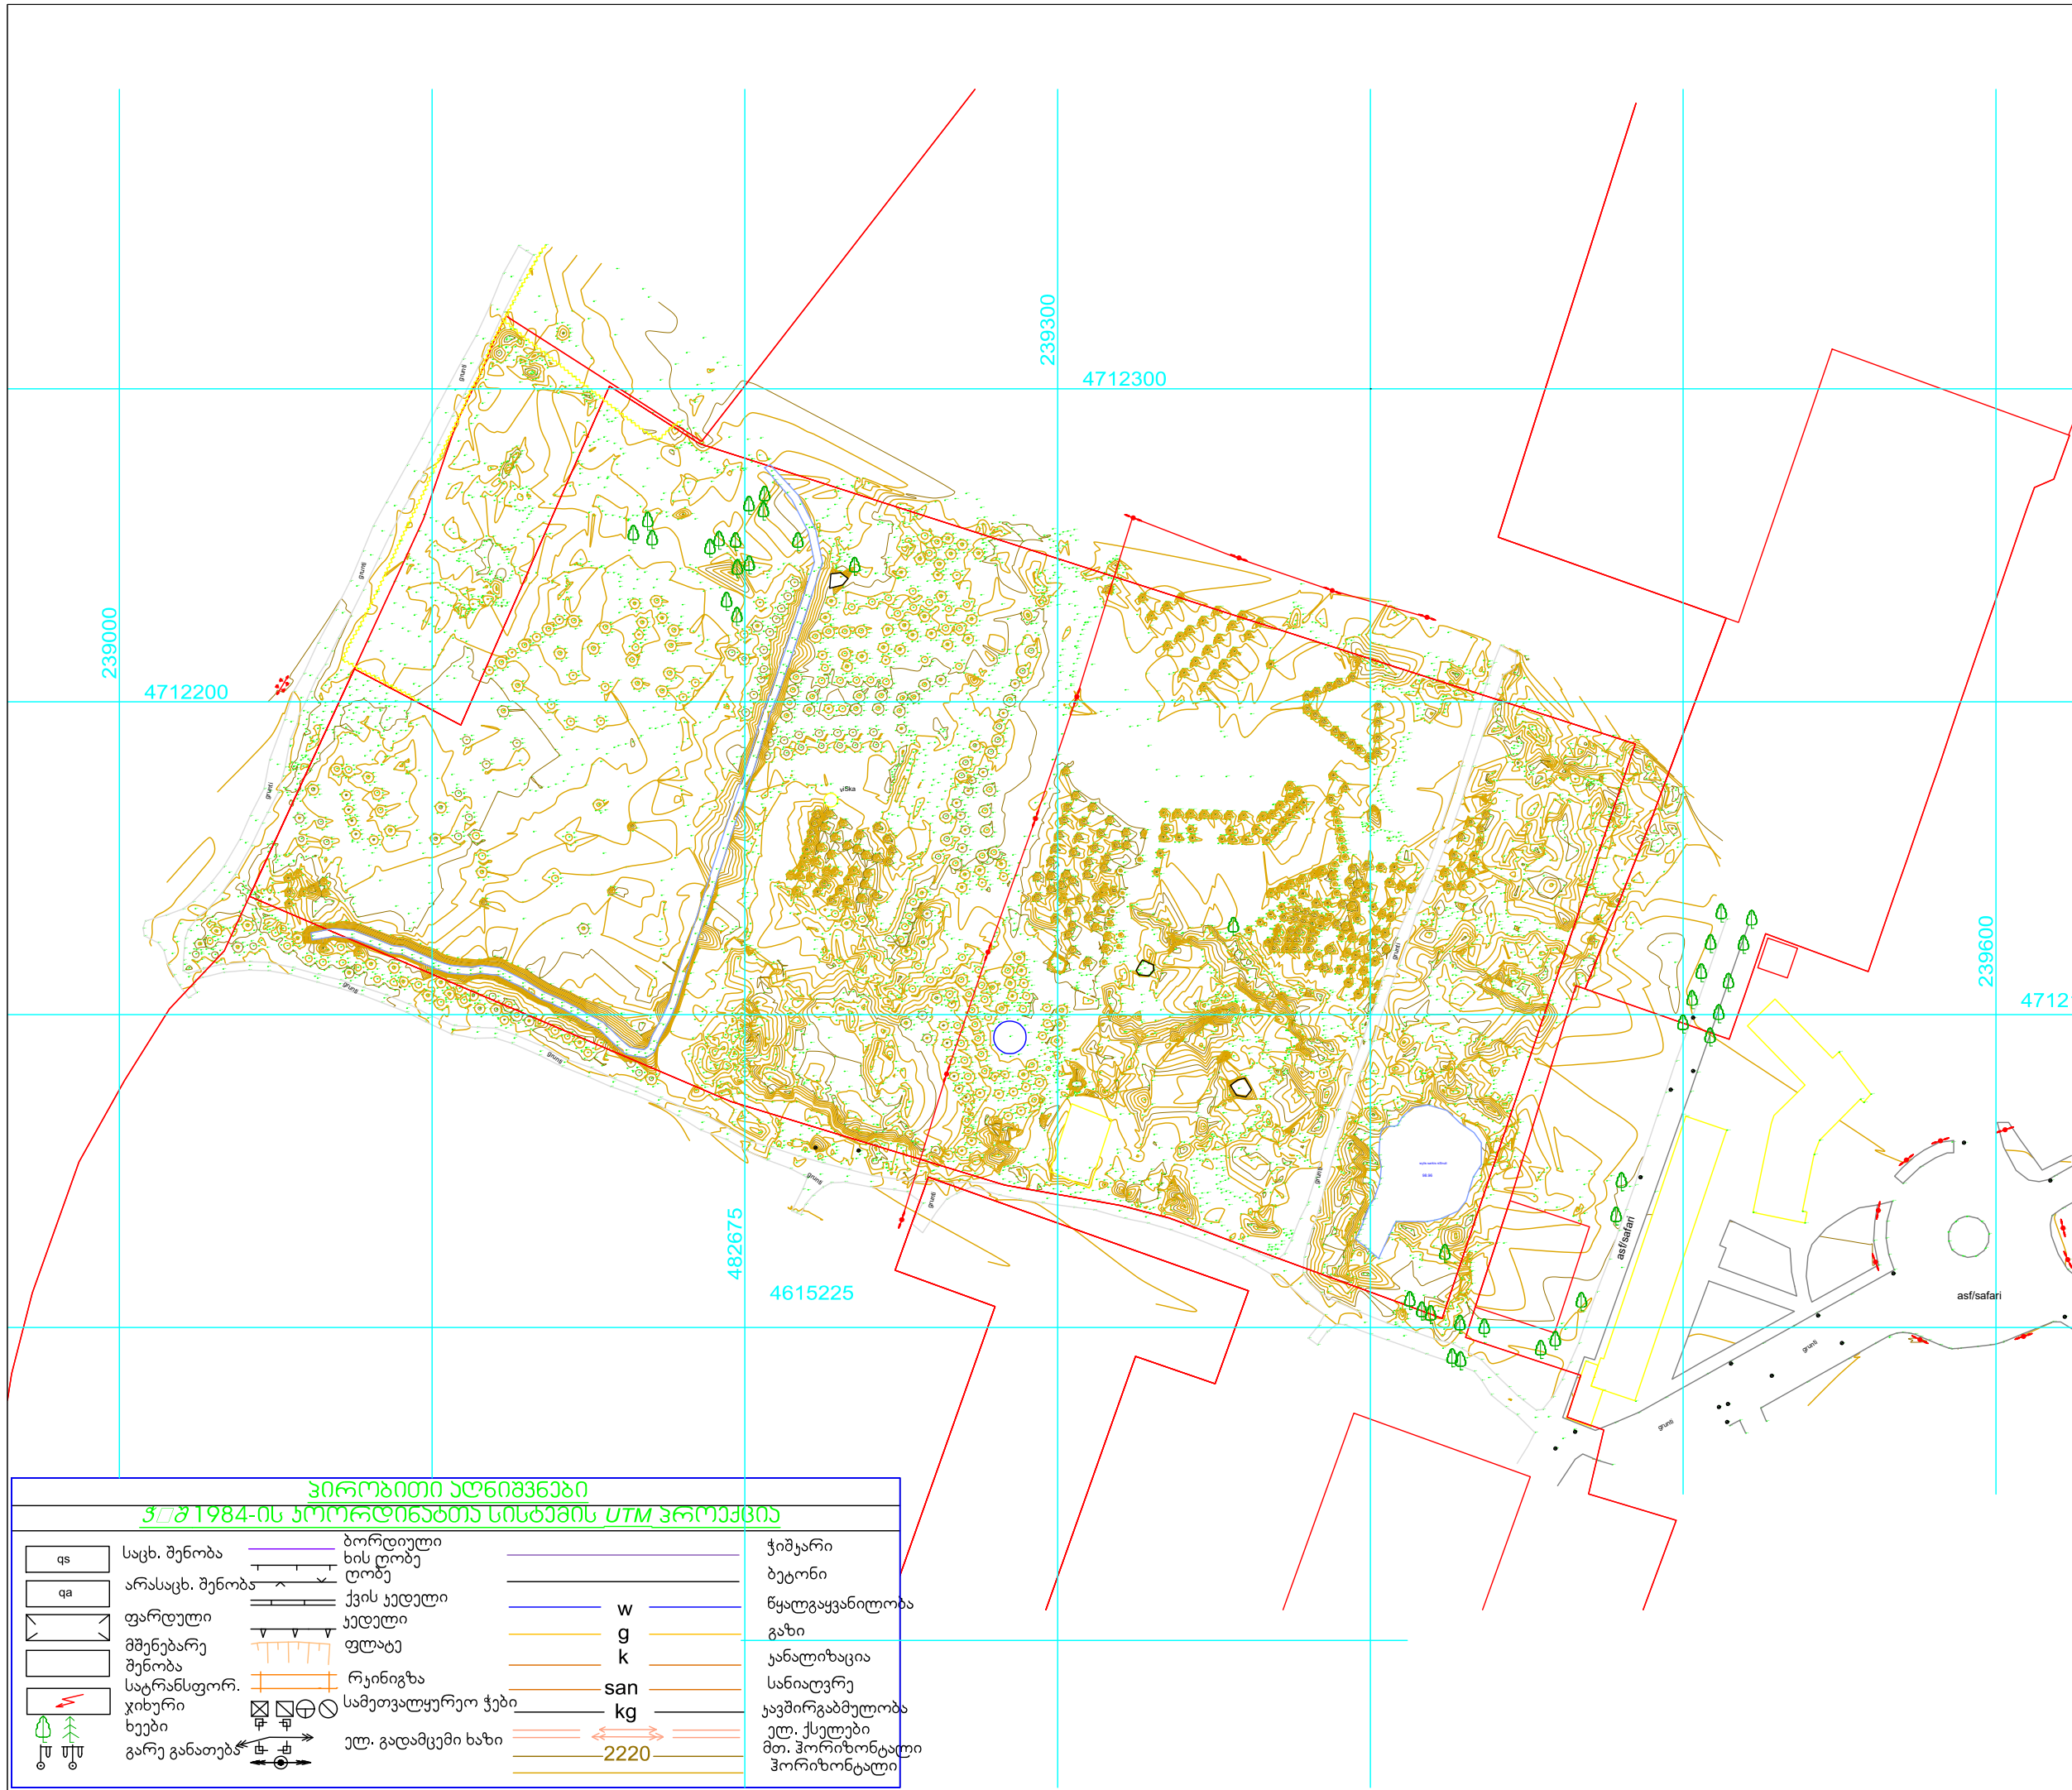 239300
4712300
grunti
grunti
239000
4712200
grunti
viSka
grunti
grunti
grunti
grunti
grunti
grunti
239600
4712
482675
4615225
asf/safari
asf/safari
grunti
grunti
პირობითი აღნიშვნები
1984-ის კოორდინატთა სისტემის UTM პროექცია
qs
საცხ. შენობა
qa
არასაცხ. შენობა
ფარდული
მშენებარე
შენობა
სატრანსფორ.
ჯიხური
ხეები
გარე განათება
ბორდიული
ხის ღობე
ღობე
ქვის კედელი
კედელი
ფლატე
რკინიგზა
სამეთვალყურეო ჭები
ელ. გადამცემი ხაზი
ჭიშკარი
ბეტონი
w
წყალგაყვანილობა
g
გაზი
k
კანალიზაცია
san
სანიაღვრე
kg
კავშირგაბმულობა
ელ. ქსელები
2220
მთ. ჰორიზონტალი
ჰორიზონტალი